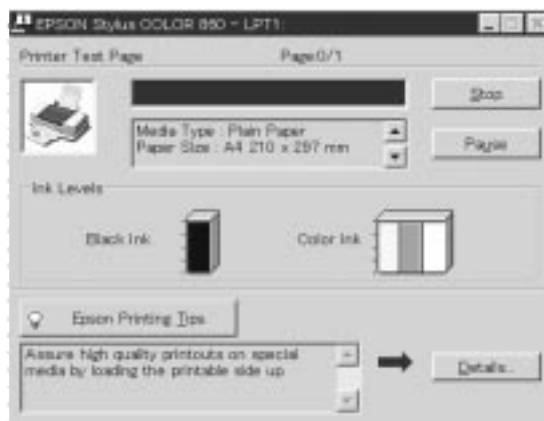 EPSON Stylus COLOR 860 - LPT1:
Printer Test Page Page:0/1
Stop
Media Type : Plain Paper
Paper Size : A4 210 x 297 mm
Pause
Ink Levels
Black Ink Color Ink
Epson Printing Tips
Assure high quality printouts on special
media by loading the printable side up
Details..